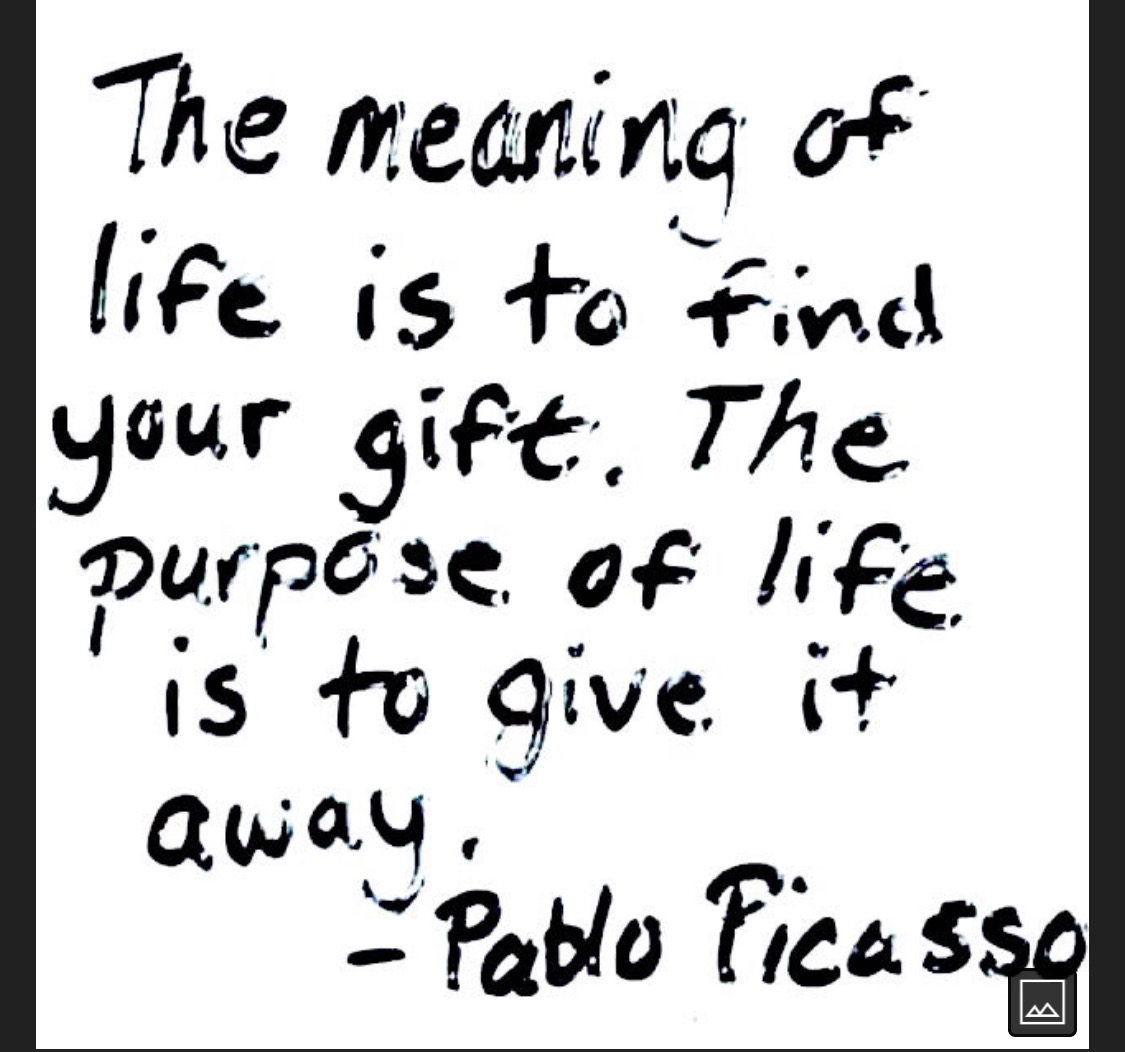 The meaning of
life is to find
your gift. The
purpose of life
is to give it
away.
- Pablo Picasso